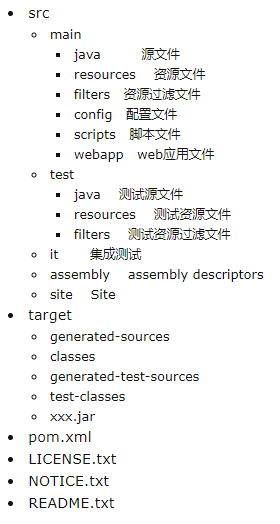 src
main
java 源文件
resources 资源文件
filters 资源过滤文件
config 配置文件
scripts 脚本文件
webapp web应用文件
test
java 测试源文件
resources 测试资源文件
filters 测试资源过滤文件
it 集成测试
assembly assembly descriptors
site Site
target
generated-sources
classes
generated-test-sources
test-classes
xxx.jar
pom.xml
LICENSE.txt
NOTICE.txt
README.txt